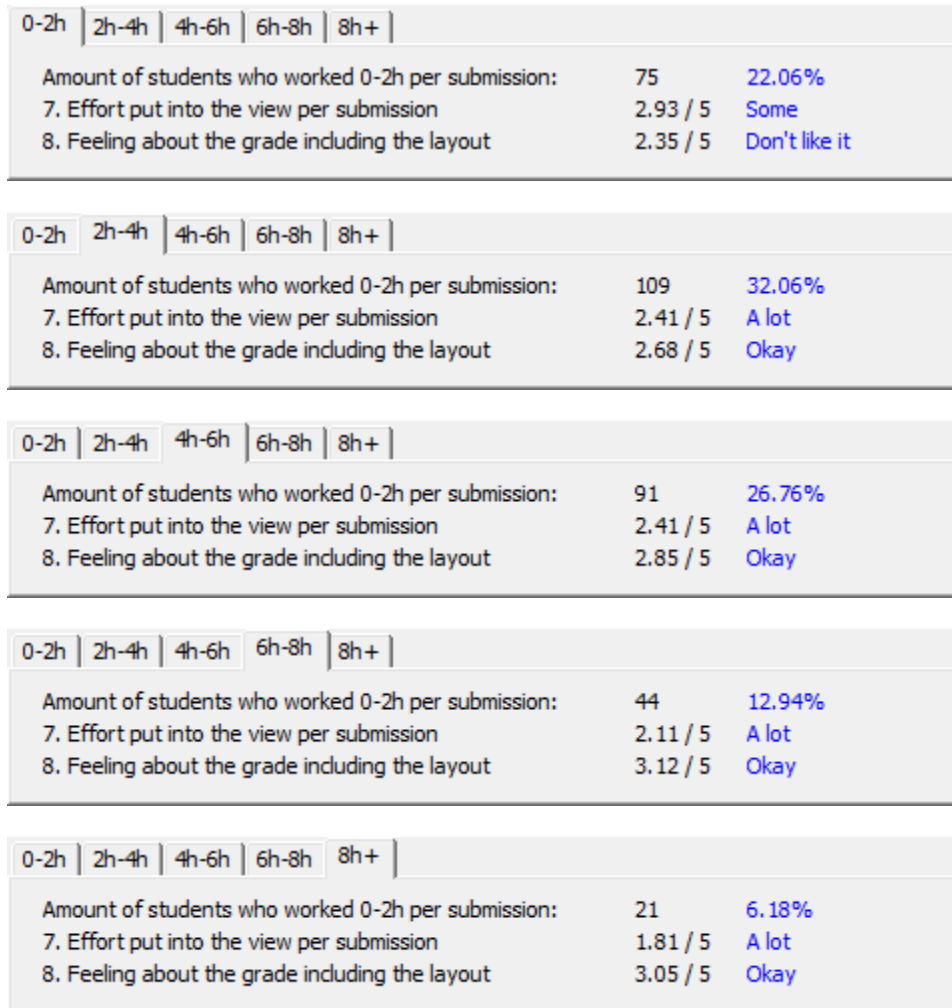 0-2h 2h-4h 4h-6h 6h-8h 8h+
Amount of students who worked 0-2h per submission: 75 22.06%
7. Effort put into the view per submission 2.93 / 5 Some
8. Feeling about the grade including the layout 2.35 / 5 Don't like it
0-2h 2h-4h 4h-6h 6h-8h 8h+
Amount of students who worked 0-2h per submission: 109 32.06%
7. Effort put into the view per submission 2.41 / 5 A lot
8. Feeling about the grade including the layout 2.68 / 5 Okay
0-2h 2h-4h 4h-6h 6h-8h 8h+
Amount of students who worked 0-2h per submission: 91 26.76%
7. Effort put into the view per submission 2.41 / 5 A lot
8. Feeling about the grade including the layout 2.85 / 5 Okay
0-2h 2h-4h 4h-6h 6h-8h 8h+
Amount of students who worked 0-2h per submission: 44 12.94%
7. Effort put into the view per submission 2.11 / 5 A lot
8. Feeling about the grade including the layout 3.12 / 5 Okay
0-2h 2h-4h 4h-6h 6h-8h 8h+
Amount of students who worked 0-2h per submission: 21 6.18%
7. Effort put into the view per submission 1.81 / 5 A lot
8. Feeling about the grade including the layout 3.05 / 5 Okay